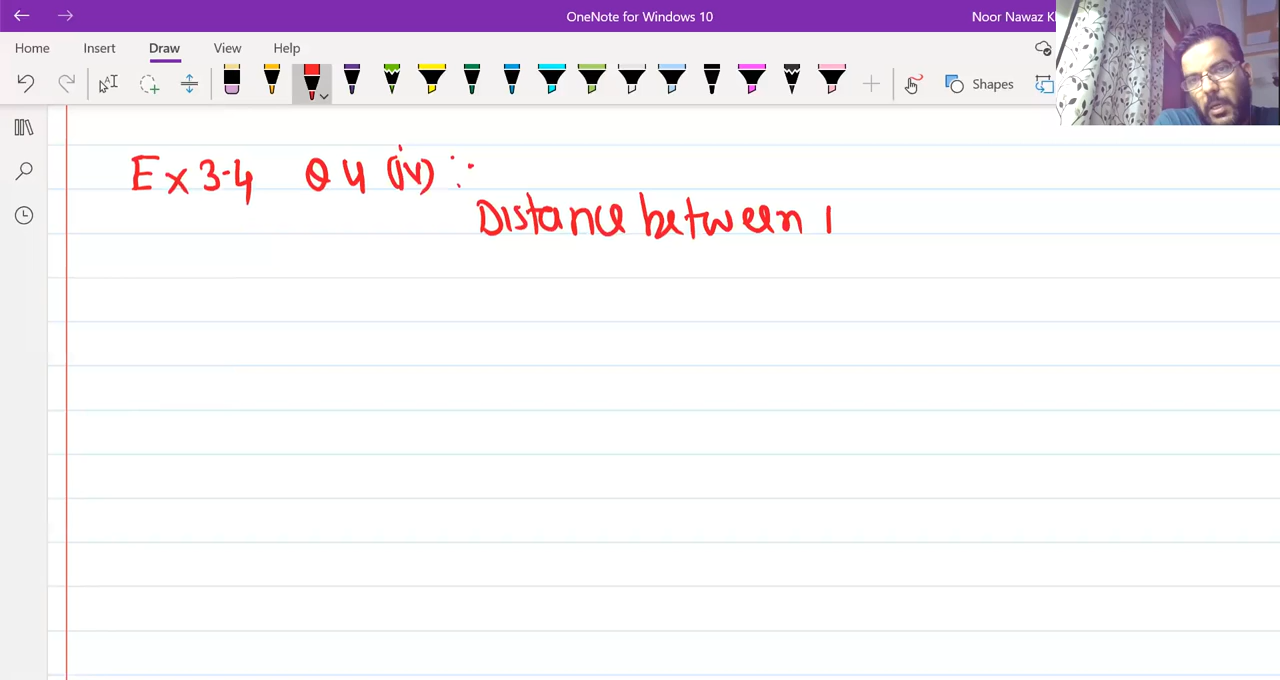 OneNote for Windows 10
Noor Nawaz Kh
Home Insert Draw View Help
Shapes
Ex 3.4 Q 4 (iv) :-
Distance between